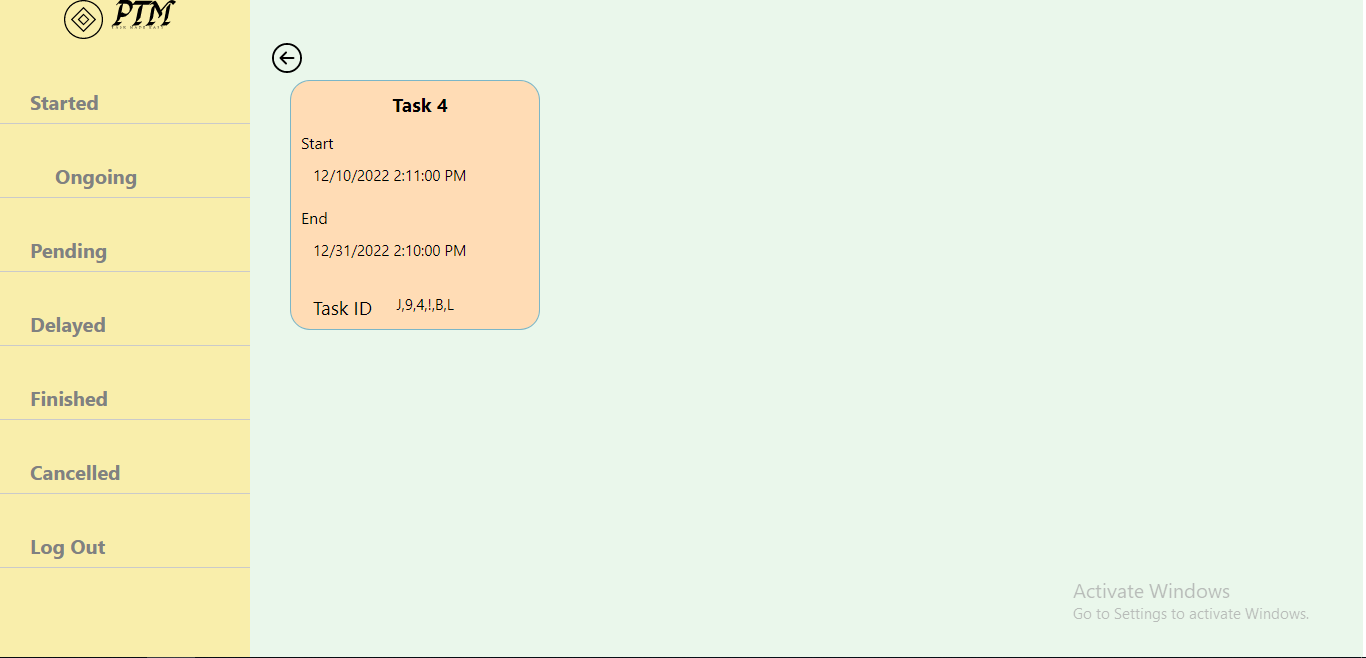 PTM
Started
Ongoing
Pending
Delayed
Finished
Cancelled
Log Out
Task 4
Start
12/10/2022 2:11:00 PM
End
12/31/2022 2:10:00 PM
Task ID J,9,4,!,B,L
Activate Windows
Go to Settings to activate Windows.